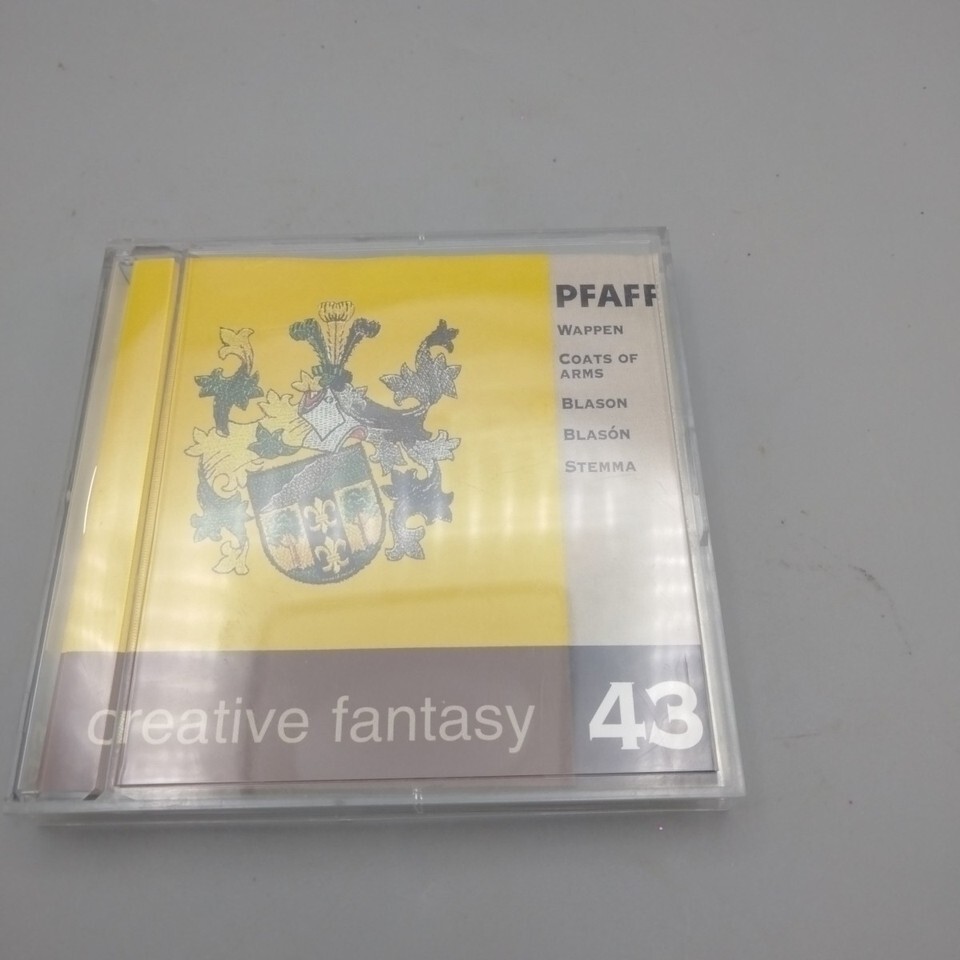 PFAFF
WAPPEN
COATS OF
ARMS
BLASON
BLASÓN
STEMMA
creative fantasy
43